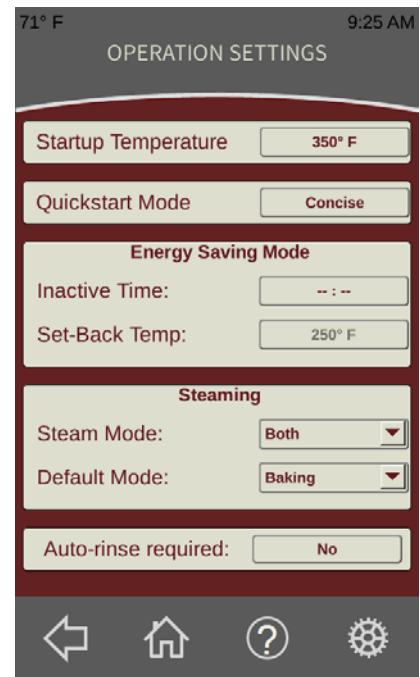 71° F 9:25 AM
OPERATION SETTINGS
Startup Temperature 350° F
Quickstart Mode Concise
Energy Saving Mode
Inactive Time: -- : --
Set-Back Temp: 250° F
Steaming
Steam Mode: Both
Default Mode: Baking
Auto-rinse required: No
?